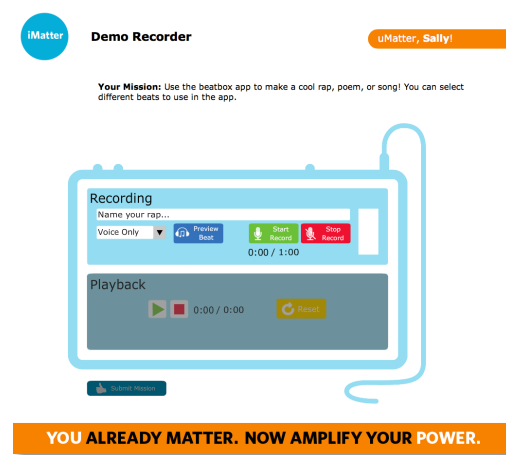 iMatter
Demo Recorder
uMatter, Sally!
Your Mission: Use the beatbox app to make a cool rap, poem, or song! You can select
different beats to use in the app.
Recording
Name your rap...
Voice Only
Preview
Beat
Start
Record
Stop
Record
0:00 / 1:00
Playback
0:00 / 0:00
Reset
Submit Mission
YOU ALREADY MATTER. NOW AMPLIFY YOUR POWER.